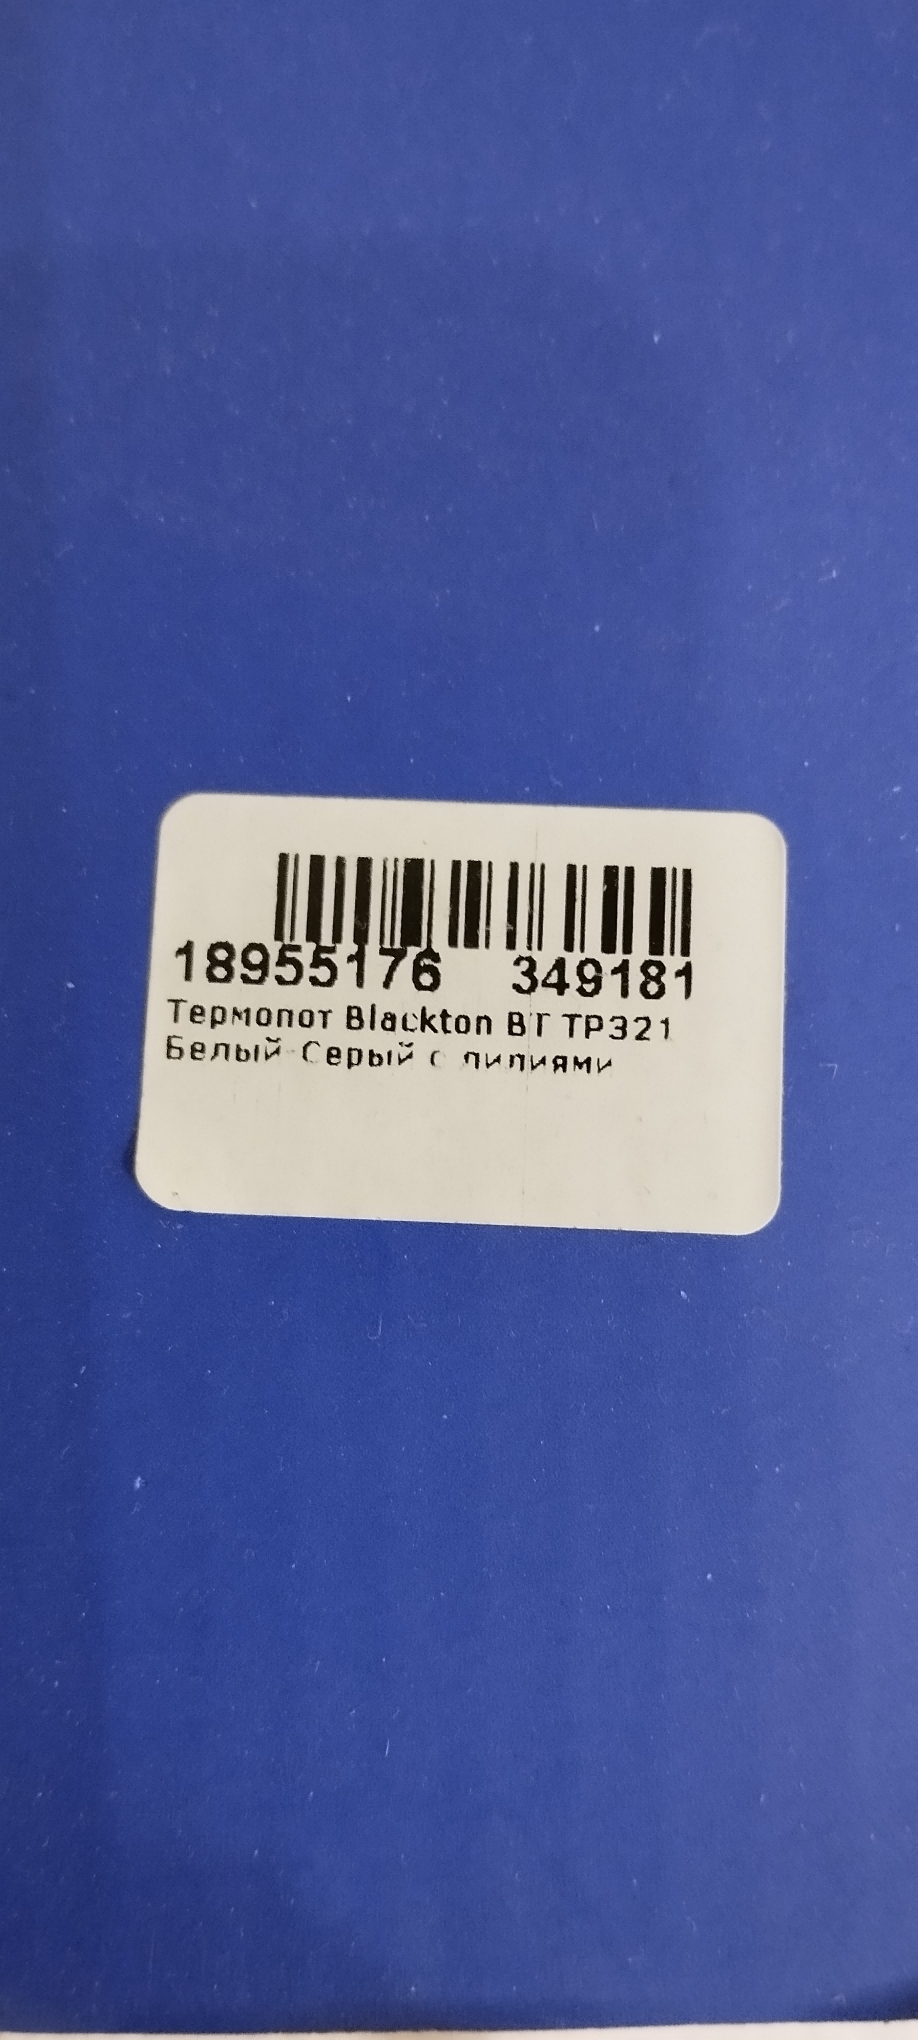 18955176 349181
Термопот Blackton BT TP321
Белый-Серый с лилиями